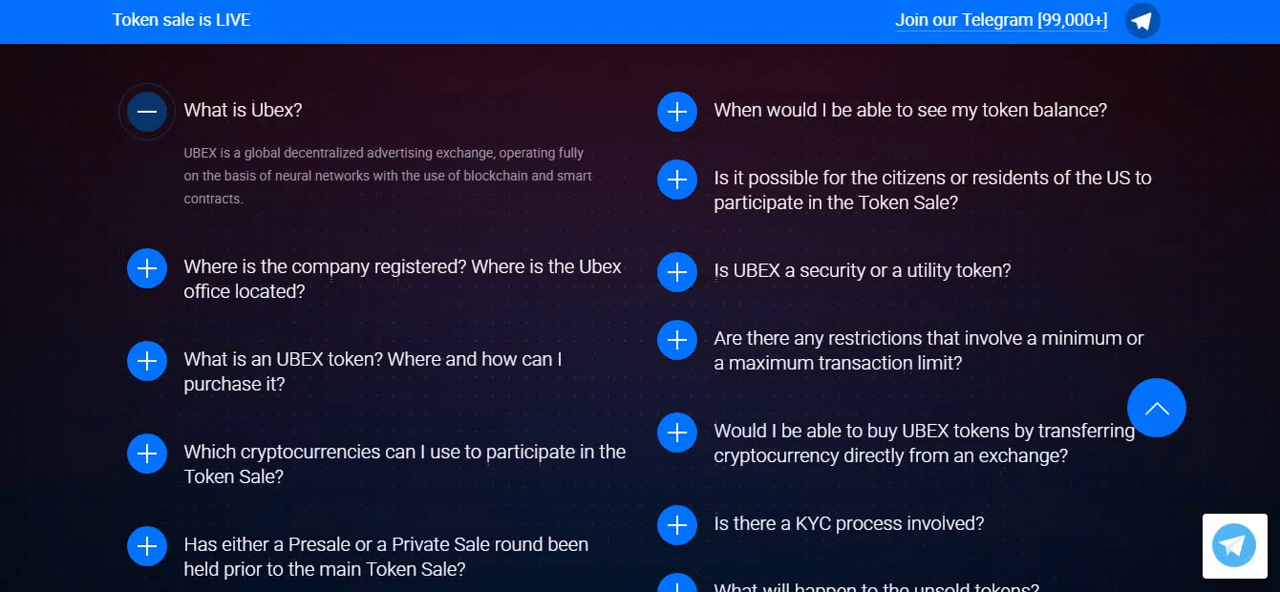 Token sale is LIVE
Join our Telegram [99,000+]
What is Ubex?
UBEX is a global decentralized advertising exchange, operating fully
on the basis of neural networks with the use of blockchain and smart
contracts.
Where is the company registered? Where is the Ubex
office located?
What is an UBEX token? Where and how can I
purchase it?
Which cryptocurrencies can I use to participate in the
Token Sale?
Has either a Presale or a Private Sale round been
held prior to the main Token Sale?
When would I be able to see my token balance?
Is it possible for the citizens or residents of the US to
participate in the Token Sale?
Is UBEX a security or a utility token?
Are there any restrictions that involve a minimum or
a maximum transaction limit?
Would I be able to buy UBEX tokens by transferring
cryptocurrency directly from an exchange?
Is there a KYC process involved?
What will happen to the unsold tokens?